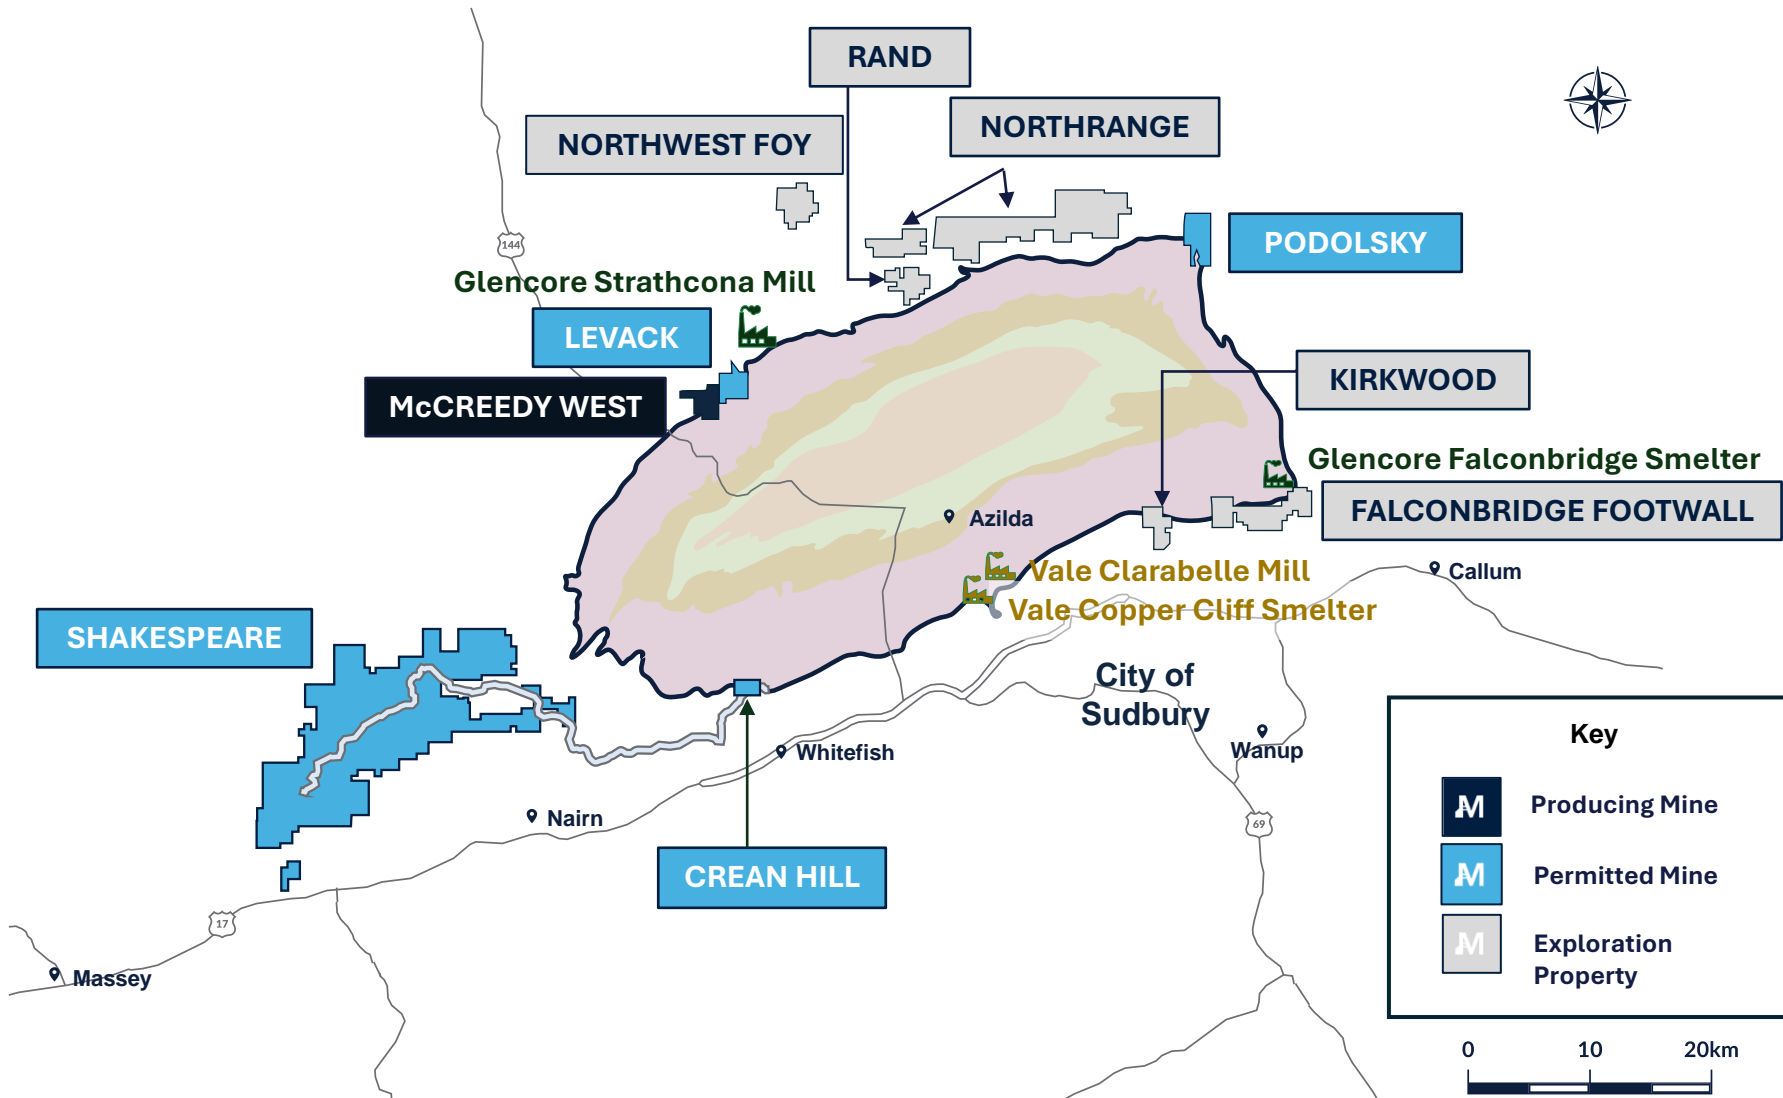 RAND
NORTHRANGE
NORTHWEST FOY
144
PODOLSKY
Glencore Strathcona Mill
LEVACK
KIRKWOOD
McCREEDY WEST
Glencore Falconbridge Smelter
FALCONBRIDGE FOOTWALL
Azilda
Vale Clarabelle Mill
Callum
Vale Copper Cliff Smelter
SHAKESPEARE
City of
Sudbury
Whitefish
Wanup
Nairn
69
CREAN HILL
17
Massey
Key
M
Producing Mine
M
Permitted Mine
M
Exploration
Property
0 10 20km